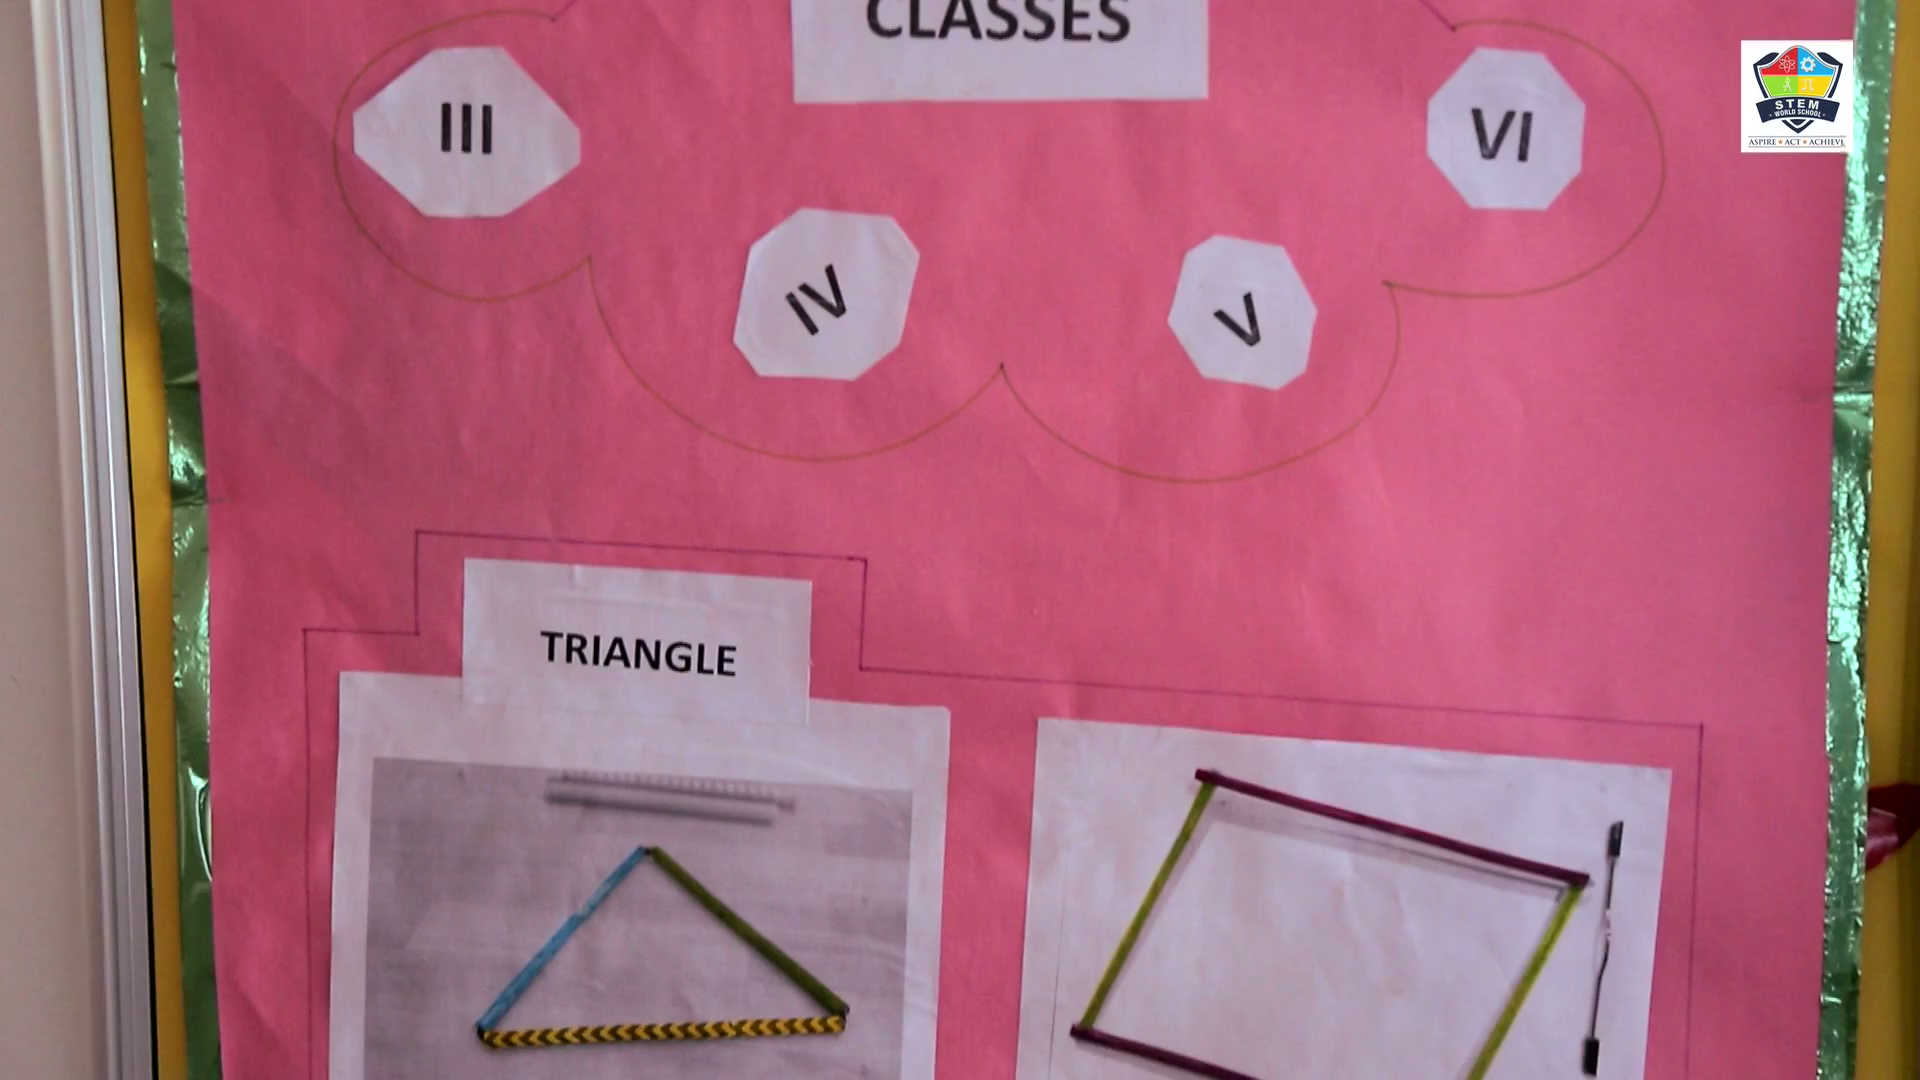 CLASSES
III
VI
IV
V
TRIANGLE
STEM
WORLD SCHOOL
ASPIRE ★ ACT ★ ACHIEVE